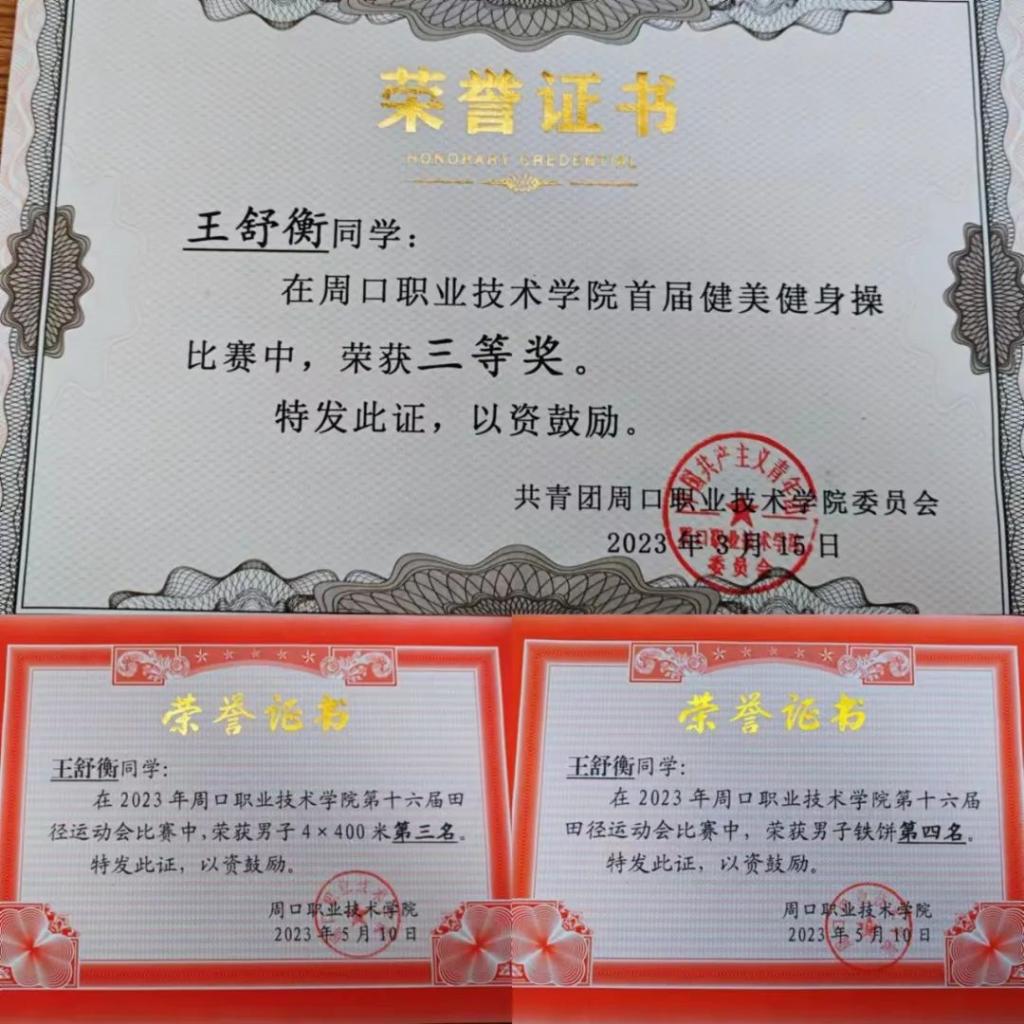 荣誉证书
HONORARY CREDENTIAL
王舒衡同学：
在周口职业技术学院首届健美健身操
比赛中，荣获三等奖。
特发此证，以资鼓励。
共青团周口职业技术学院委员会
2023年3月15日
委员会
荣誉证书
王舒衡同学：
在2023年周口职业技术学院第十六届田
径运动会比赛中，荣获男子4×400米第三名。
特发此证，以资鼓励。
周口职业技术学院
2023年5月10日
荣誉证书
王舒衡同学：
在2023年周口职业技术学院第十六届
田径运动会比赛中，荣获男子铁饼第四名。
特发此证，以资鼓励。
周口职业技术学院
2023年5月10日